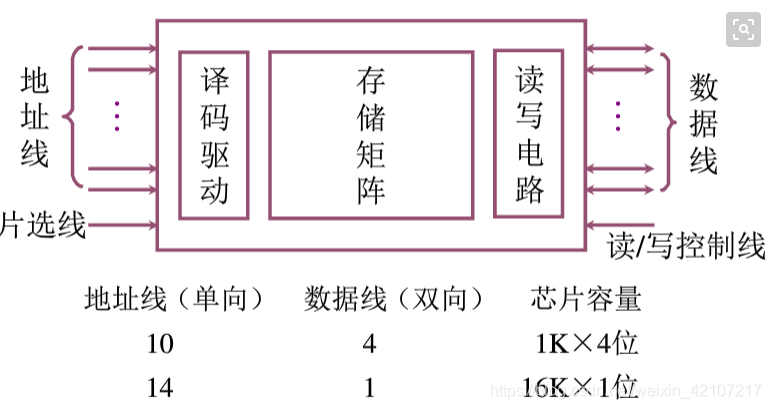 地址线
译码驱动
存储矩阵
读写电路
数据线
片选线
读/写控制线
地址线（单向） 数据线（双向） 芯片容量
10 4 1K×4位
14 1 16K×1位
https://blog.csdn.net/weixin_42107217